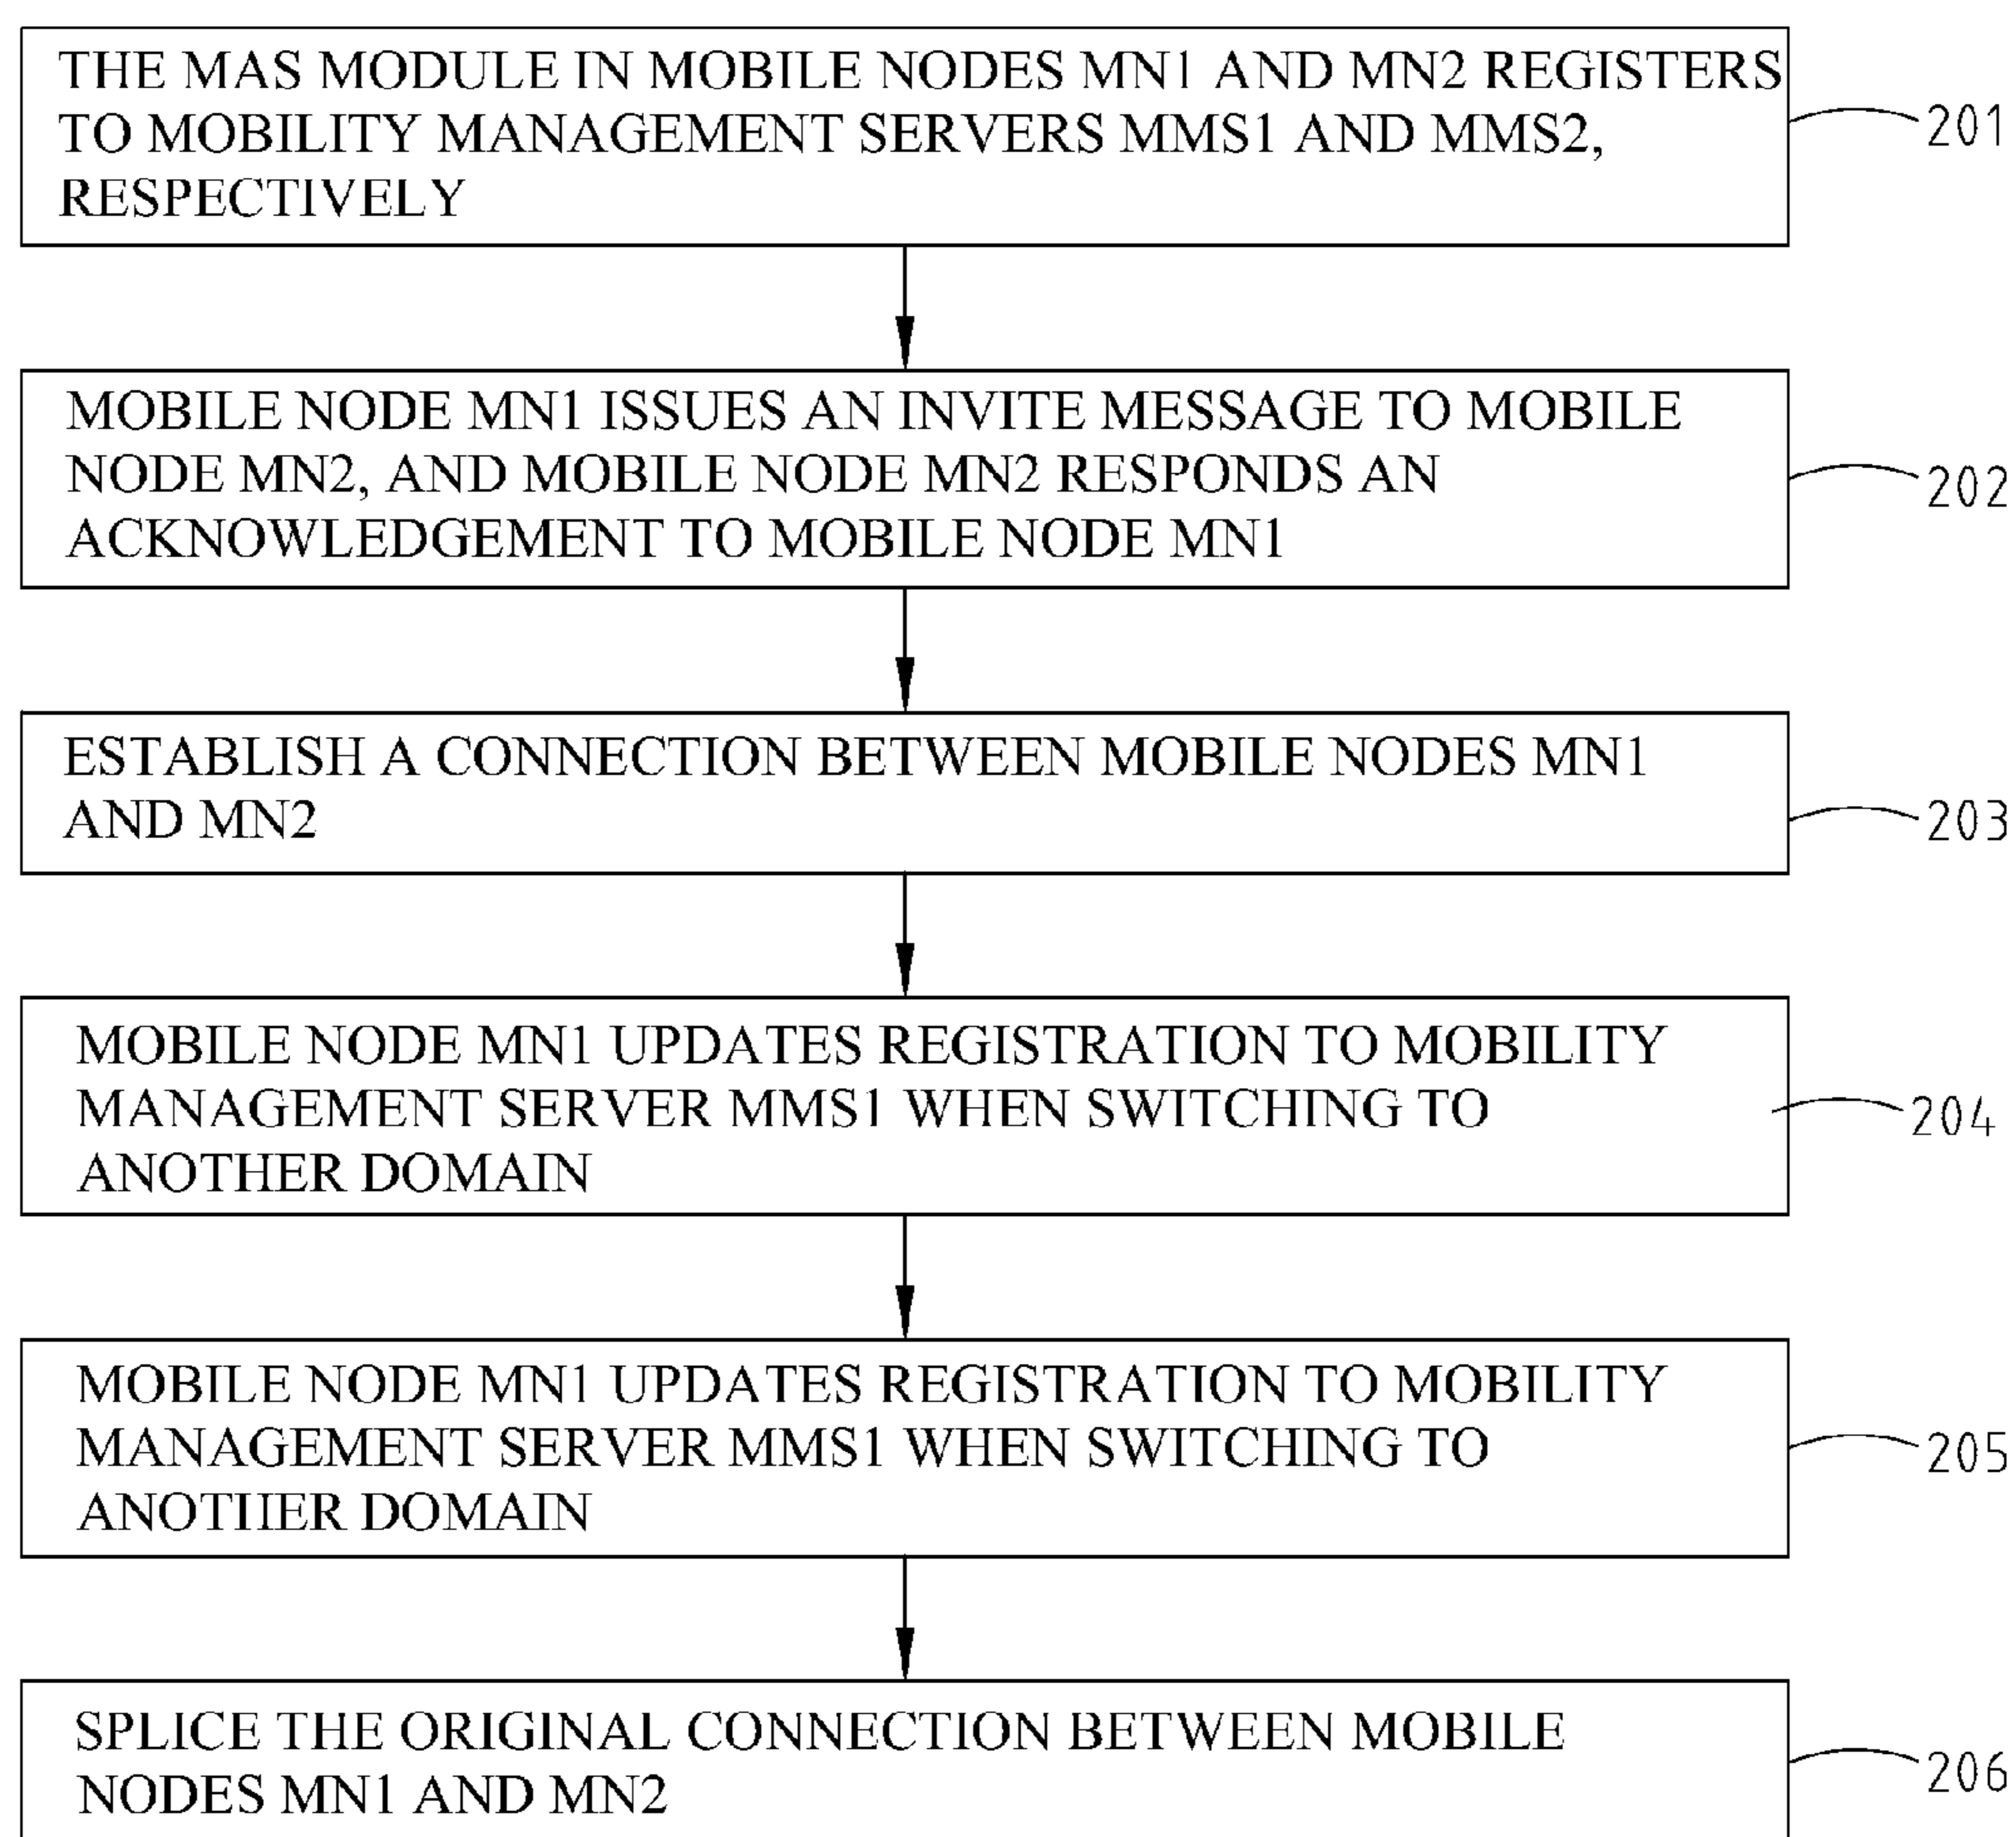 THE MAS MODULE IN MOBILE NODES MN1 AND MN2 REGISTERS
TO MOBILITY MANAGEMENT SERVERS MMS1 AND MMS2,
RESPECTIVELY
201
MOBILE NODE MN1 ISSUES AN INVITE MESSAGE TO MOBILE
NODE MN2, AND MOBILE NODE MN2 RESPONDS AN
ACKNOWLEDGEMENT TO MOBILE NODE MN1
202
ESTABLISH A CONNECTION BETWEEN MOBILE NODES MN1
AND MN2
203
MOBILE NODE MN1 UPDATES REGISTRATION TO MOBILITY
MANAGEMENT SERVER MMS1 WHEN SWITCHING TO
ANOTHER DOMAIN
204
MOBILE NODE MN1 UPDATES REGISTRATION TO MOBILITY
MANAGEMENT SERVER MMS1 WHEN SWITCHING TO
ANOTHER DOMAIN
205
SPLICE THE ORIGINAL CONNECTION BETWEEN MOBILE
NODES MN1 AND MN2
206